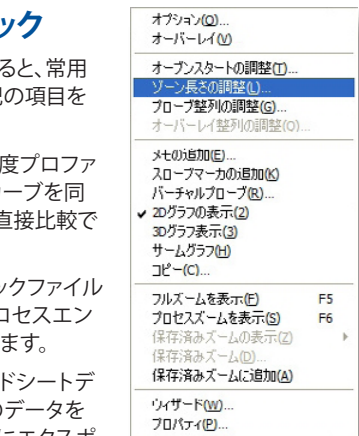 ック
ると、常用
記の項目を
度プロファ
カーブを同
直接比較で
ックファイル
ロセスエン
ます。
ドシートデ
のデータを
にエクスポ
オプション(O)...
オーバーレイ(V)
オーブンスタートの調整(T)...
ゾーン長さの調整(L)...
プローブ整列の調整(G)...
オーバーレイ整列の調整(O)...
メモの追加(E)...
スロープマーカの追加(K)
バーチャルプローブ(R)...
✔ 2Dグラフの表示(2)
3Dグラフ表示(3)
サームグラフ(H)
コピー(C)...
フルズームを表示(F) F5
プロセスズームを表示(S) F6
保存済みズームの表示(Z)
保存済みズーム(D)...
保存済みズームに追加(A)
ウィザード(W)...
プロパティ(P)...